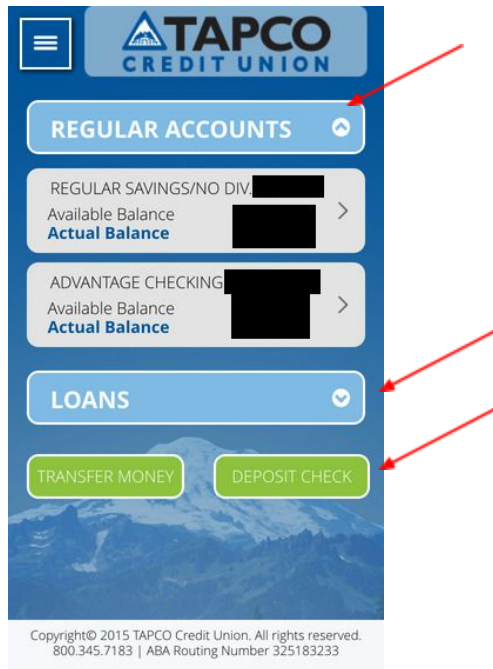 TAPCO
CREDIT UNION
REGULAR ACCOUNTS
REGULAR SAVINGS/NO DIV.
Available Balance
Actual Balance
ADVANTAGE CHECKING
Available Balance
Actual Balance
LOANS
TRANSFER MONEY DEPOSIT CHECK
Copyright© 2015 TAPCO Credit Union. All rights reserved.
800.345.7183 | ABA Routing Number 325183233